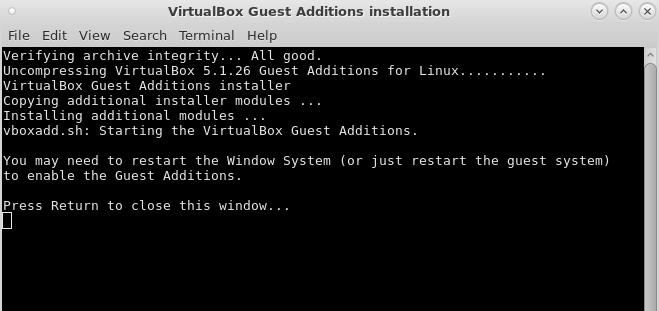 VirtualBox Guest Additions installation
File Edit View Search Terminal Help
Verifying archive integrity... All good.
Uncompressing VirtualBox 5.1.26 Guest Additions for Linux...........
VirtualBox Guest Additions installer
Copying additional installer modules ...
Installing additional modules ...
vboxadd.sh: Starting the VirtualBox Guest Additions.
You may need to restart the Window System (or just restart the guest system)
to enable the Guest Additions.
Press Return to close this window...